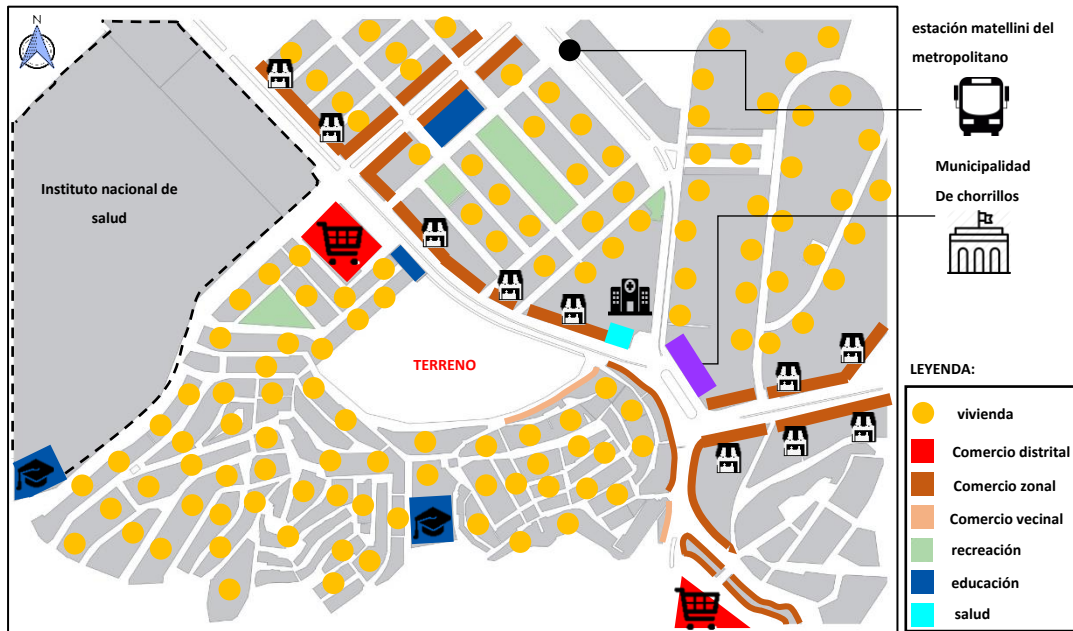 estación matellini del
metropolitano
Municipalidad
De chorrillos
Instituto nacional de
salud
TERRENO
LEYENDA:
vivienda
Comercio distrital
Comercio zonal
Comercio vecinal
recreación
educación
salud